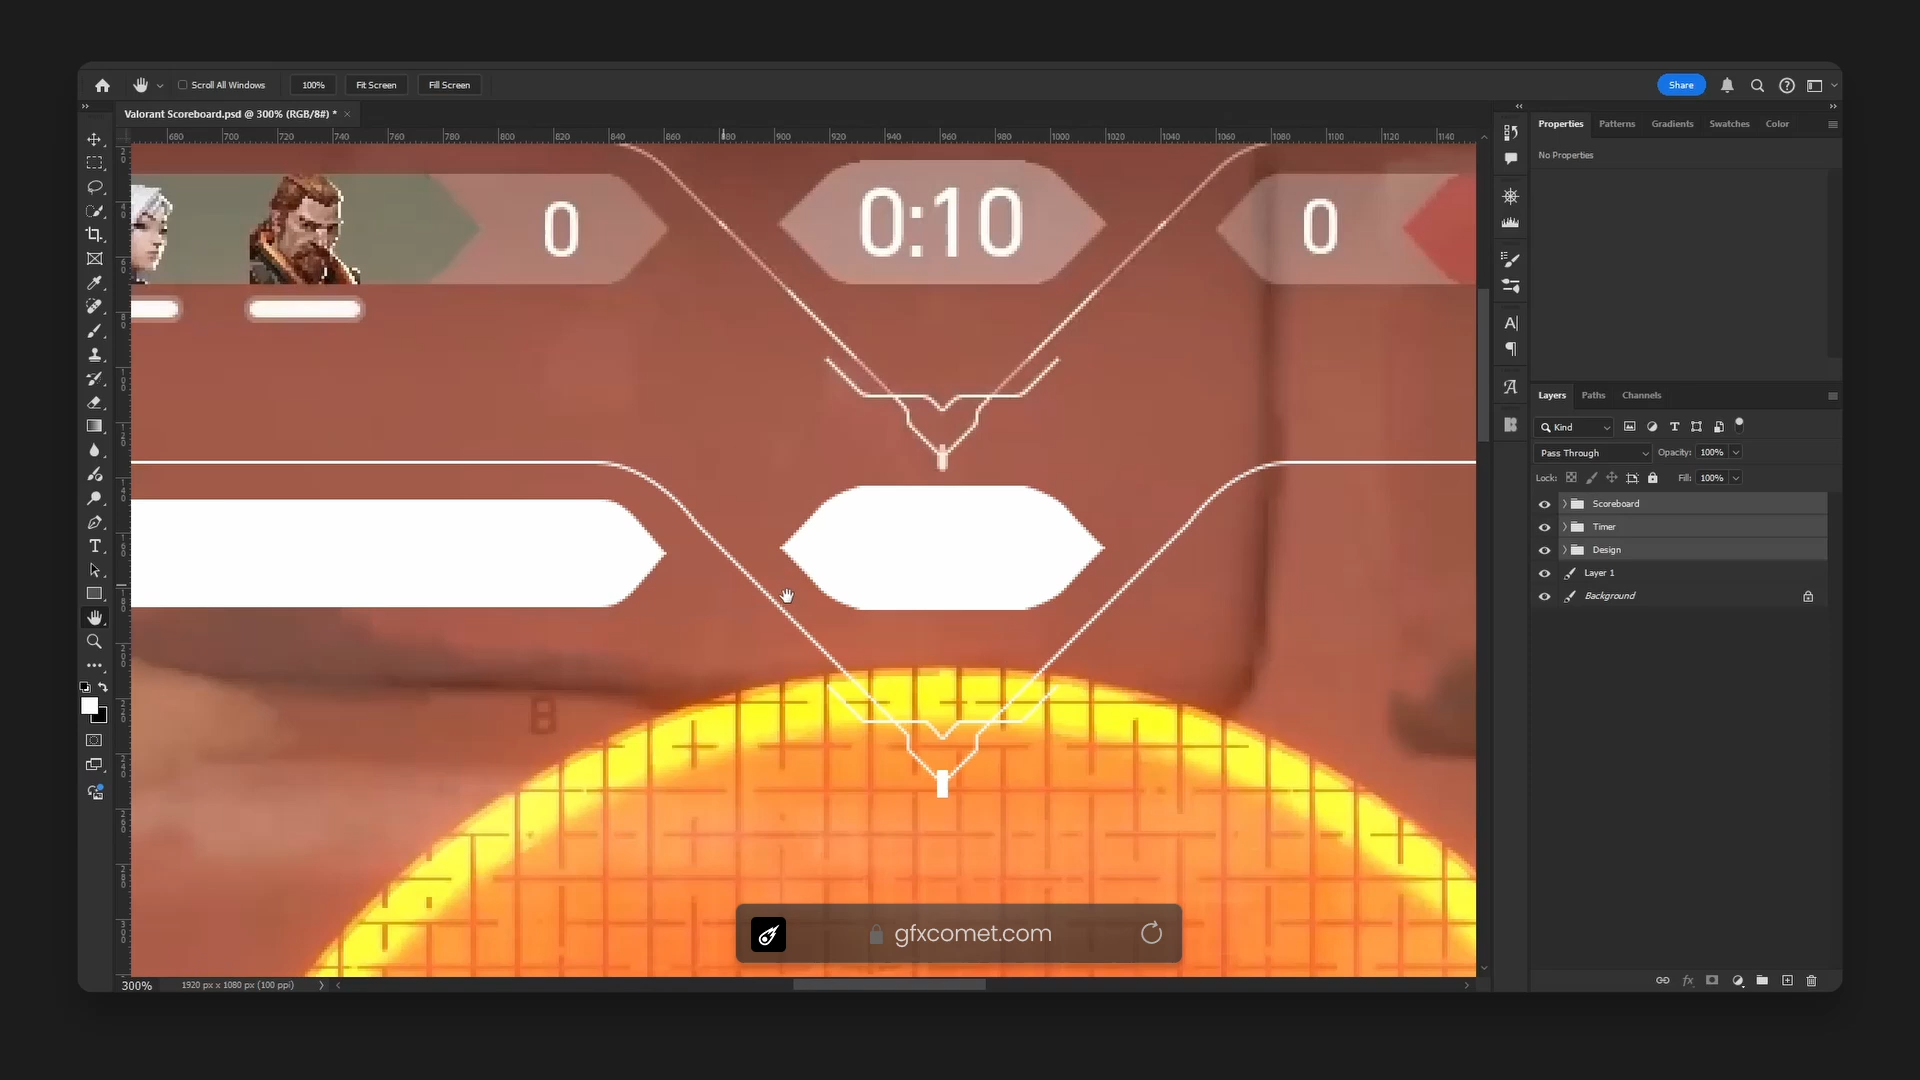 Scroll All Windows 100% Fit Screen Fill Screen Share
Valorant Scoreboard.psd @ 300% (RGB/8#) * ×
680 700 720 740 760 780 800 820 840 860 880 900 920 940 960 980 1000 1020 1040 1060 1080 1100 1120 1140
Properties Patterns Gradients Swatches Color
No Properties
0 0:10 0
B
Layers Paths Channels
Kind
Pass Through Opacity: 100%
Lock: Fill: 100%
Scoreboard
Timer
Design
Layer 1
Background
gfxcomet.com
300% 1920 px x 1080 px (100 ppi)